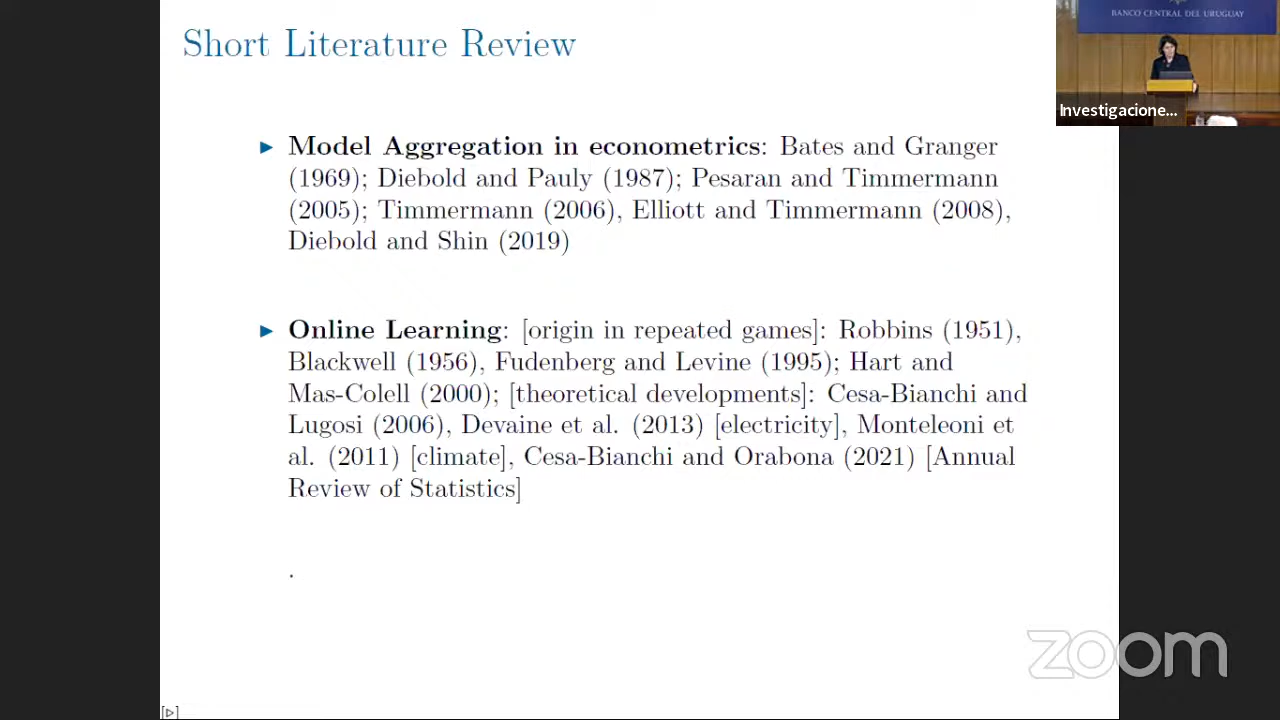 Short Literature Review
BANCO CENTRAL DEL URUGUAY
Investigacione...
▶ Model Aggregation in econometrics: Bates and Granger
(1969); Diebold and Pauly (1987); Pesaran and Timmermann
(2005); Timmermann (2006), Elliott and Timmermann (2008),
Diebold and Shin (2019)
▶ Online Learning: [origin in repeated games]: Robbins (1951),
Blackwell (1956), Fudenberg and Levine (1995); Hart and
Mas-Colell (2000); [theoretical developments]: Cesa-Bianchi and
Lugosi (2006), Devaine et al. (2013) [electricity], Monteleoni et
al. (2011) [climate], Cesa-Bianchi and Orabona (2021) [Annual
Review of Statistics]
.
zoom